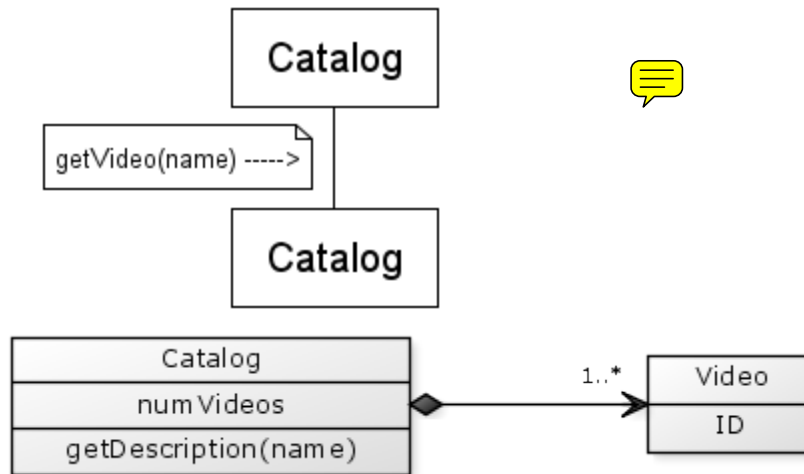 Catalog
getVideo(name) ----->
Catalog
Catalog
numVideos
getDescription(name)
1..*
Video
ID